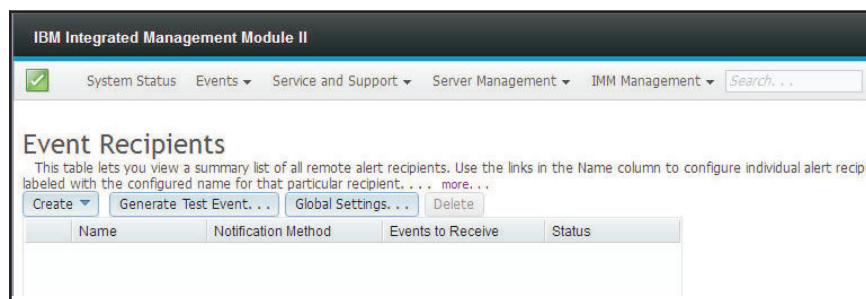 IBM Integrated Management Module II
System Status Events Service and Support Server Management IMM Management Search. . .
Event Recipients
This table lets you view a summary list of all remote alert recipients. Use the links in the Name column to configure individual alert recip
labeled with the configured name for that particular recipient. . . . more. . .
Create Generate Test Event. . . Global Settings. . . Delete
Name Notification Method Events to Receive Status